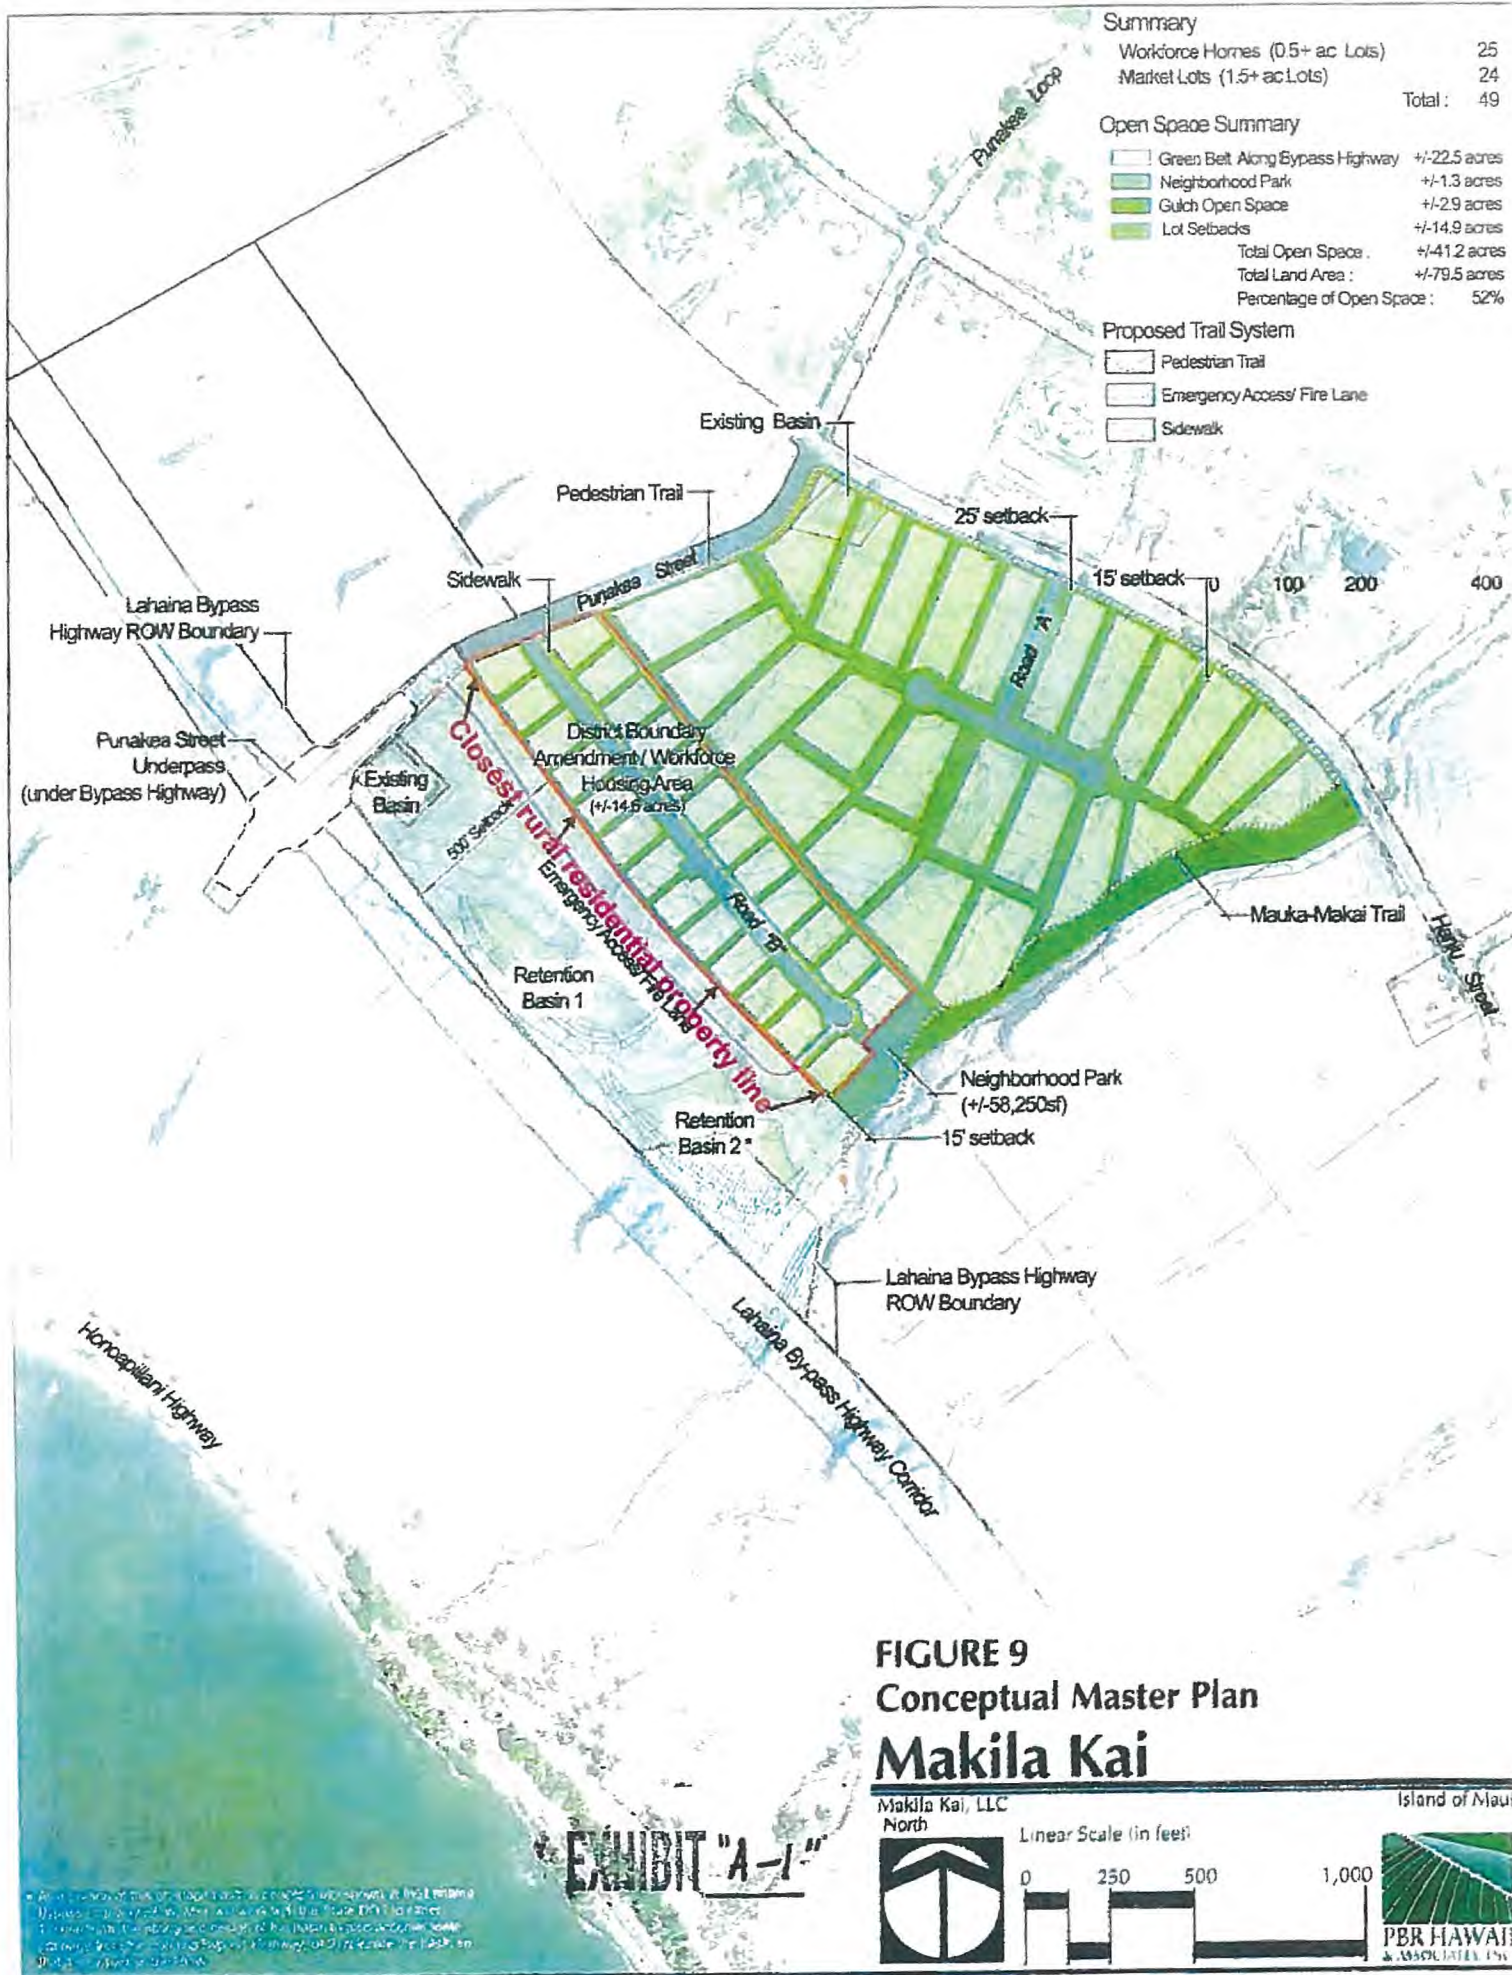 Summary
Workforce Homes (0.5+ ac Lots) 25
Market Lots (1.5+ ac Lots) 24
Total : 49
Open Space Summary
Green Belt Along Bypass Highway +/-22.5 acres
Neighborhood Park +/-1.3 acres
Gulch Open Space +/-2.9 acres
Lot Setbacks +/-14.9 acres
Total Open Space : +/-41.2 acres
Total Land Area : +/-79.5 acres
Percentage of Open Space : 52%
Proposed Trail System
Pedestrian Trail
Emergency Access/ Fire Lane
Sidewalk
Punakea Loop
Existing Basin
Pedestrian Trail
25' setback
15' setback
0 100 200 400
Sidewalk
Punakea Street
Lahaina Bypass
Highway ROW Boundary
Road "A"
Punakea Street
Underpass
(under Bypass Highway)
Existing
Basin
District Boundary
Amendment/ Workforce
Housing Area
(+/-14.6 acres)
500' Setback
Closest rural residential property line
Emergency Access/Fire Lane
Road "B"
Mauka-Makai Trail
Haniu Street
Retention
Basin 1
Neighborhood Park
(+/-58,250sf)
Retention
Basin 2 *
15' setback
Lahaina Bypass Highway
ROW Boundary
Lahaina By-pass Highway Corridor
Honoapiilani Highway
FIGURE 9
Conceptual Master Plan
Makila Kai
Makila Kai, LLC
Island of Maui
North
Linear Scale (in feet)
0 250 500 1,000
PBR HAWAII
& ASSOCIATES, INC
EXHIBIT "A-1"